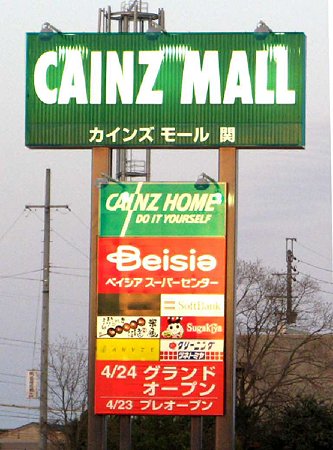 CAINZ MALL
カインズ モール 関
CAINZ HOME
DO IT YOURSELF
Beisia
ベイシア スーパーセンター
SoftBank
Sugakiya
クリーニング
4/24 グランド
オープン
4/23 プレオープン